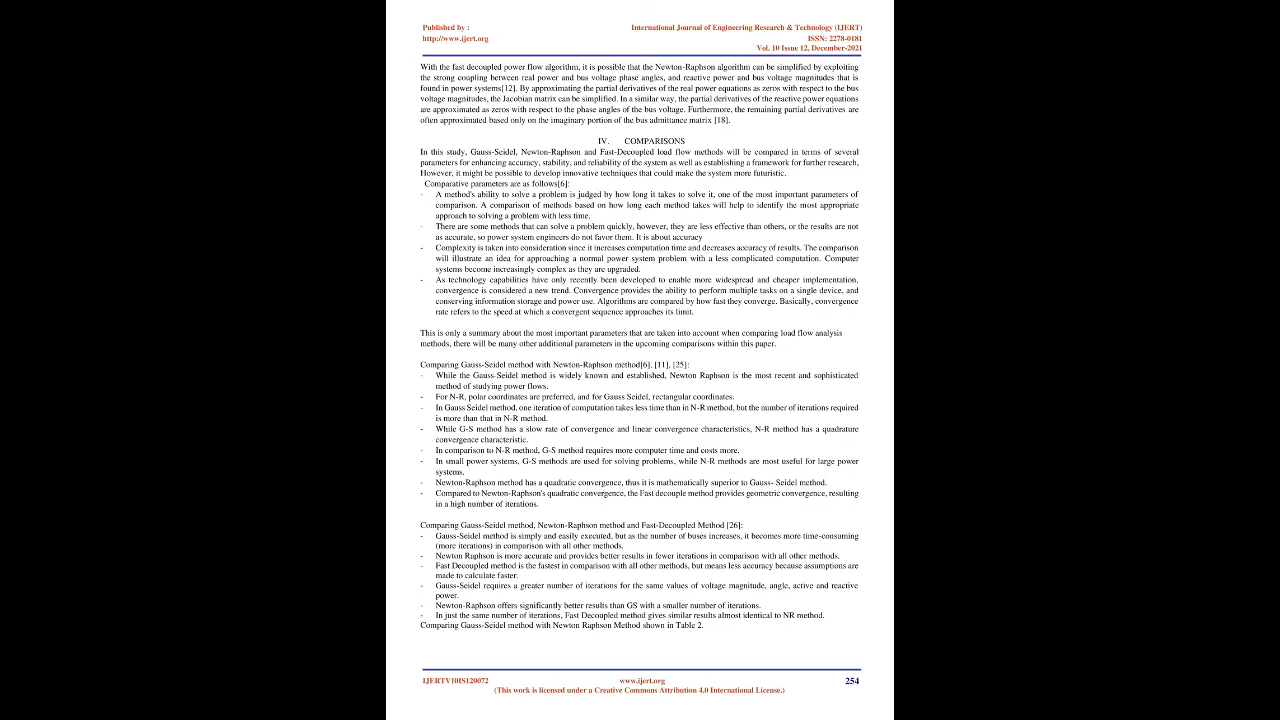 Published by :
http://www.ijert.org
International Journal of Engineering Research & Technology (IJERT)
ISSN: 2278-0181
Vol. 10 Issue 12, December-2021
With the fast decoupled power flow algorithm, it is possible that the Newton-Raphson algorithm can be simplified by exploiting
the strong coupling between real power and bus voltage phase angles, and reactive power and bus voltage magnitudes that is
found in power systems[12]. By approximating the partial derivatives of the real power equations as zeros with respect to the bus
voltage magnitudes, the Jacobian matrix can be simplified. In a similar way, the partial derivatives of the reactive power equations
are approximated as zeros with respect to the phase angles of the bus voltage. Furthermore, the remaining partial derivatives are
often approximated based only on the imaginary portion of the bus admittance matrix [18].
IV. COMPARISONS
In this study, Gauss-Seidel, Newton-Raphson and Fast-Decoupled load flow methods will be compared in terms of several
parameters for enhancing accuracy, stability, and reliability of the system as well as establishing a framework for further research,
However, it might be possible to develop innovative techniques that could make the system more futuristic.
Comparative parameters are as follows[6]:
- A method's ability to solve a problem is judged by how long it takes to solve it, one of the most important parameters of
comparison. A comparison of methods based on how long each method takes will help to identify the most appropriate
approach to solving a problem with less time.
- There are some methods that can solve a problem quickly, however, they are less effective than others, or the results are not
as accurate, so power system engineers do not favor them. It is about accuracy
- Complexity is taken into consideration since it increases computation time and decreases accuracy of results. The comparison
will illustrate an idea for approaching a normal power system problem with a less complicated computation. Computer
systems become increasingly complex as they are upgraded.
- As technology capabilities have only recently been developed to enable more widespread and cheaper implementation,
convergence is considered a new trend. Convergence provides the ability to perform multiple tasks on a single device, and
conserving information storage and power use. Algorithms are compared by how fast they converge. Basically, convergence
rate refers to the speed at which a convergent sequence approaches its limit.
This is only a summary about the most important parameters that are taken into account when comparing load flow analysis
methods, there will be many other additional parameters in the upcoming comparisons within this paper.
Comparing Gauss-Seidel method with Newton-Raphson method[6], [11], [25]:
- While the Gauss-Seidel method is widely known and established, Newton Raphson is the most recent and sophisticated
method of studying power flows.
- For N-R, polar coordinates are preferred, and for Gauss Seidel, rectangular coordinates.
- In Gauss Seidel method, one iteration of computation takes less time than in N-R method, but the number of iterations required
is more than that in N-R method.
- While G-S method has a slow rate of convergence and linear convergence characteristics, N-R method has a quadrature
convergence characteristic.
- In comparison to N-R method, G-S method requires more computer time and costs more.
- In small power systems, G-S methods are used for solving problems, while N-R methods are most useful for large power
systems.
- Newton-Raphson method has a quadratic convergence, thus it is mathematically superior to Gauss- Seidel method.
- Compared to Newton-Raphson's quadratic convergence, the Fast decouple method provides geometric convergence, resulting
in a high number of iterations.
Comparing Gauss-Seidel method, Newton-Raphson method and Fast-Decoupled Method [26]:
- Gauss-Seidel method is simply and easily executed, but as the number of buses increases, it becomes more time-consuming
(more iterations) in comparison with all other methods.
- Newton Raphson is more accurate and provides better results in fewer iterations in comparison with all other methods.
- Fast Decoupled method is the fastest in comparison with all other methods, but means less accuracy because assumptions are
made to calculate faster.
- Gauss-Seidel requires a greater number of iterations for the same values of voltage magnitude, angle, active and reactive
power.
- Newton-Raphson offers significantly better results than GS with a smaller number of iterations.
- In just the same number of iterations, Fast Decoupled method gives similar results almost identical to NR method.
Comparing Gauss-Seidel method with Newton Raphson Method shown in Table 2.
IJERTV10IS120072
www.ijert.org
254
(This work is licensed under a Creative Commons Attribution 4.0 International License.)